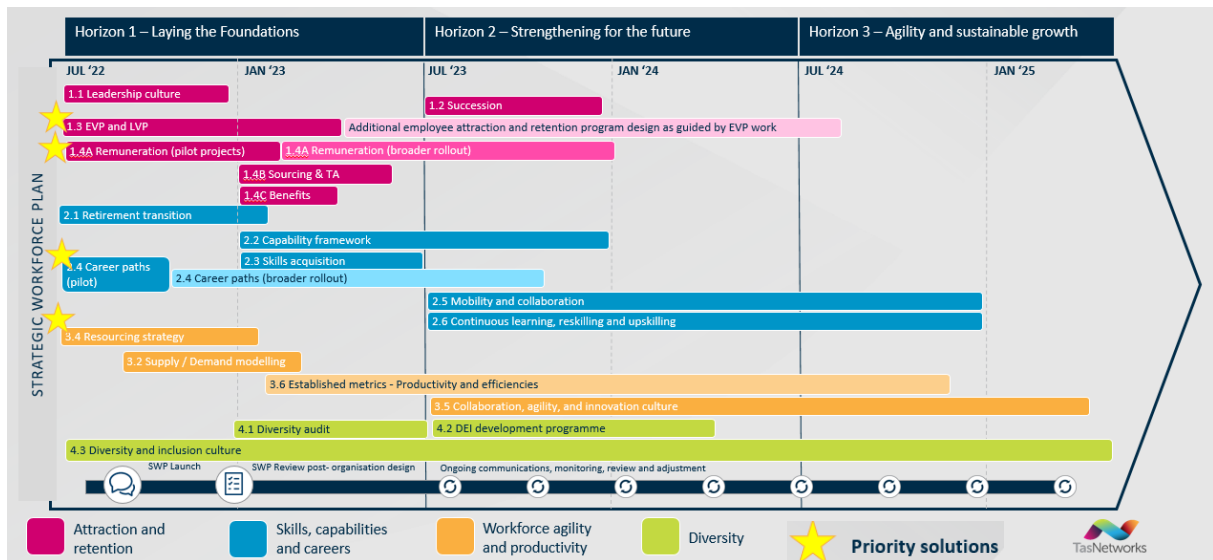 Horizon 1 – Laying the Foundations
Horizon 2 – Strengthening for the future
Horizon 3 – Agility and sustainable growth
JUL ‘22
JAN ‘23
JUL ‘23
JAN ‘24
JUL ‘24
JAN ‘25
STRATEGIC WORKFORCE PLAN
1.1 Leadership culture
1.2 Succession
1.3 EVP and LVP
Additional employee attraction and retention program design as guided by EVP work
1.4A Remuneration (pilot projects)
1.4A Remuneration (broader rollout)
1.4B Sourcing & TA
1.4C Benefits
2.1 Retirement transition
2.2 Capability framework
2.3 Skills acquisition
2.4 Career paths
(pilot)
2.4 Career paths (broader rollout)
2.5 Mobility and collaboration
2.6 Continuous learning, reskilling and upskilling
3.4 Resourcing strategy
3.2 Supply / Demand modelling
3.6 Established metrics - Productivity and efficiencies
3.5 Collaboration, agility, and innovation culture
4.1 Diversity audit
4.2 DEI development programme
4.3 Diversity and inclusion culture
SWP Launch
SWP Review post- organisation design
Ongoing communications, monitoring, review and adjustment
Attraction and
retention
Skills, capabilities
and careers
Workforce agility
and productivity
Diversity
Priority solutions
TasNetworks